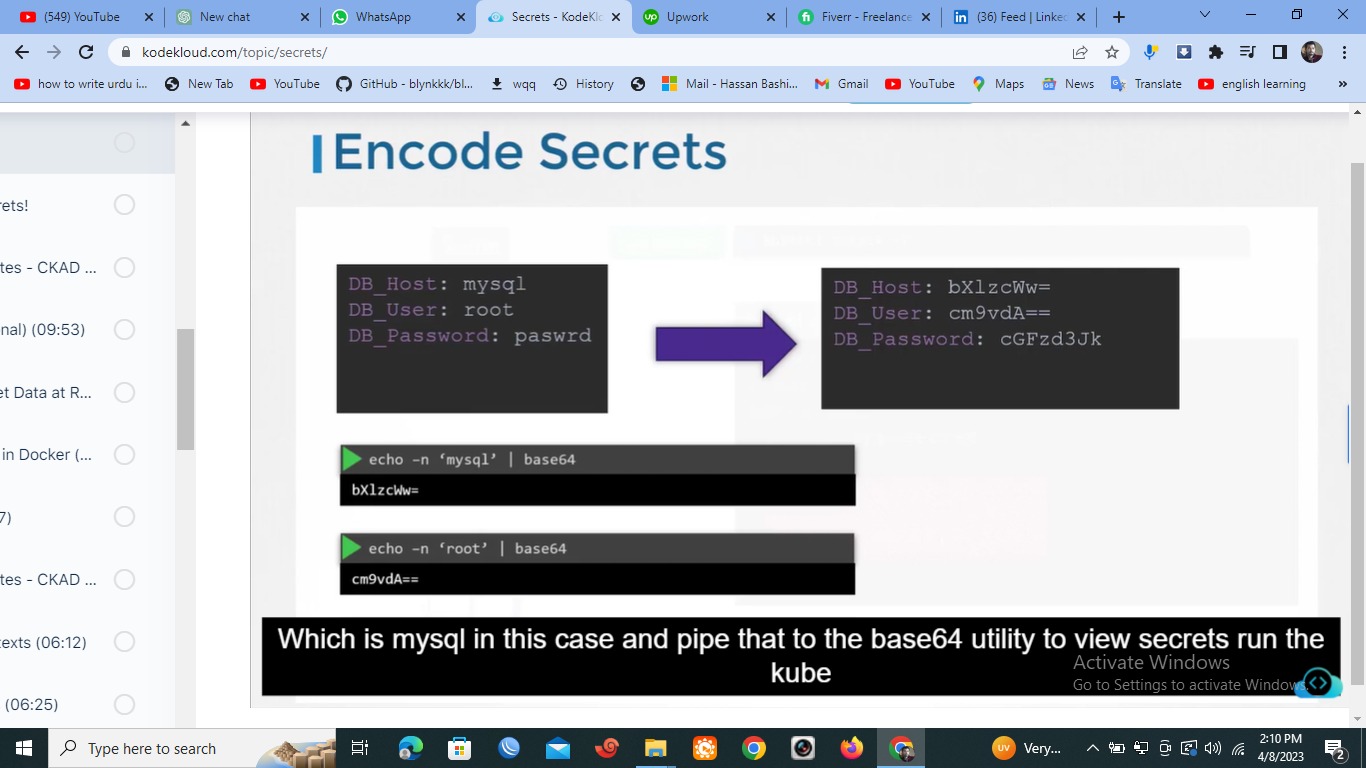 (549) YouTube
New chat
WhatsApp
Secrets - KodeKlo
Upwork
Fiverr - Freelance
(36) Feed | Linke
kodekloud.com/topic/secrets/
how to write urdu i...
New Tab
YouTube
GitHub - blynkkk/bl...
wqq
History
Mail - Hassan Bashi...
Gmail
YouTube
Maps
News
Translate
english learning
»
rets!
tes - CKAD ...
nal) (09:53)
et Data at R...
in Docker (...
7)
tes - CKAD ...
texts (06:12)
(06:25)
Encode Secrets
DB_Host: mysql
DB_User: root
DB_Password: paswrd
DB_Host: bXlzcWw=
DB_User: cm9vdA==
DB_Password: cGFzd3Jk
echo -n ‘mysql’ | base64
bXlzcWw=
echo -n ‘root’ | base64
cm9vdA==
Which is mysql in this case and pipe that to the base64 utility to view secrets run the
kube
Activate Windows
Go to Settings to activate Windows.
Type here to search
UV
Very...
2:10 PM
4/8/2023
2